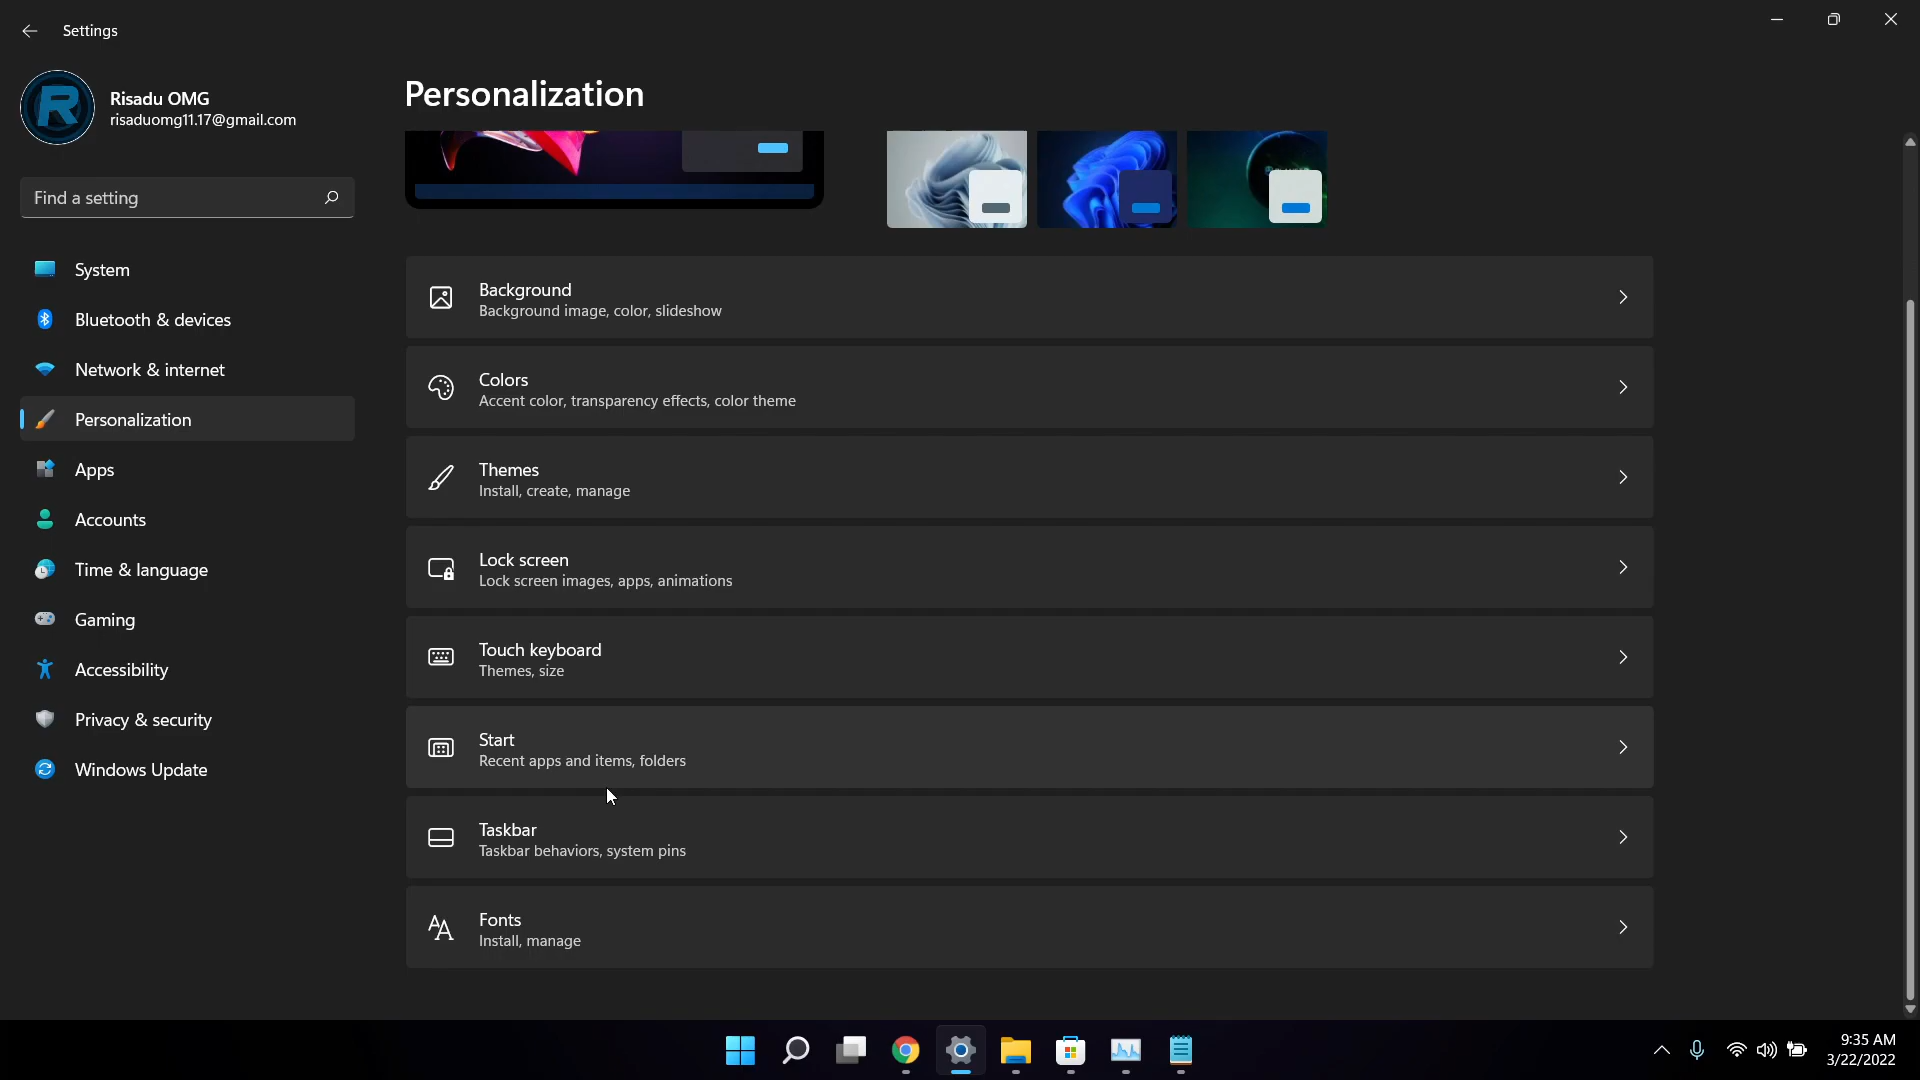 Settings
Risadu OMG
risaduomg11.17@gmail.com
Find a setting
System
Bluetooth & devices
Network & internet
Personalization
Apps
Accounts
Time & language
Gaming
Accessibility
Privacy & security
Windows Update
Personalization
Background
Background image, color, slideshow
Colors
Accent color, transparency effects, color theme
Themes
Install, create, manage
Lock screen
Lock screen images, apps, animations
Touch keyboard
Themes, size
Start
Recent apps and items, folders
Taskbar
Taskbar behaviors, system pins
Fonts
Install, manage
9:35 AM
3/22/2022